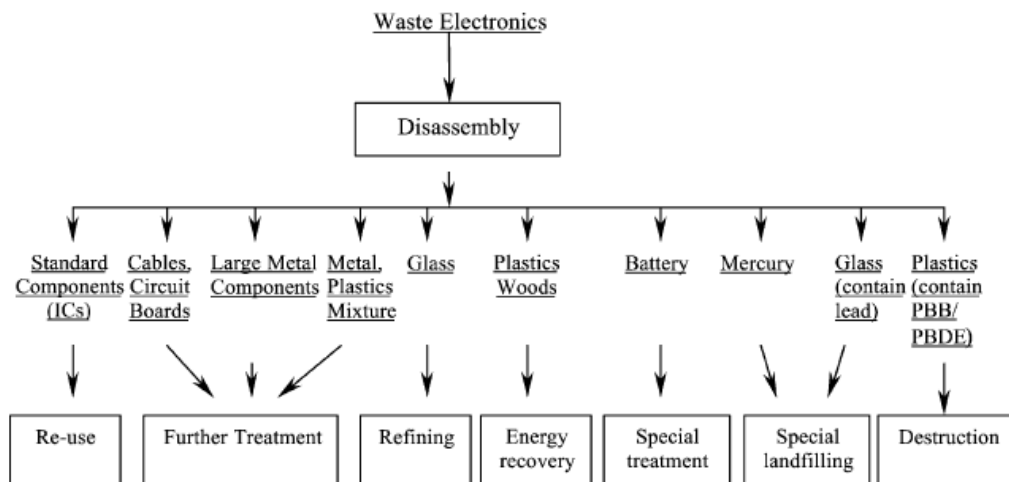 Waste Electronics
Disassembly
Standard
Components
(ICs)
Cables,
Circuit
Boards
Large Metal
Components
Metal,
Plastics
Mixture
Glass
Plastics
Woods
Battery
Mercury
Glass
(contain
lead)
Plastics
(contain
PBB/
PBDE)
Re-use
Further Treatment
Refining
Energy
recovery
Special
treatment
Special
landfilling
Destruction